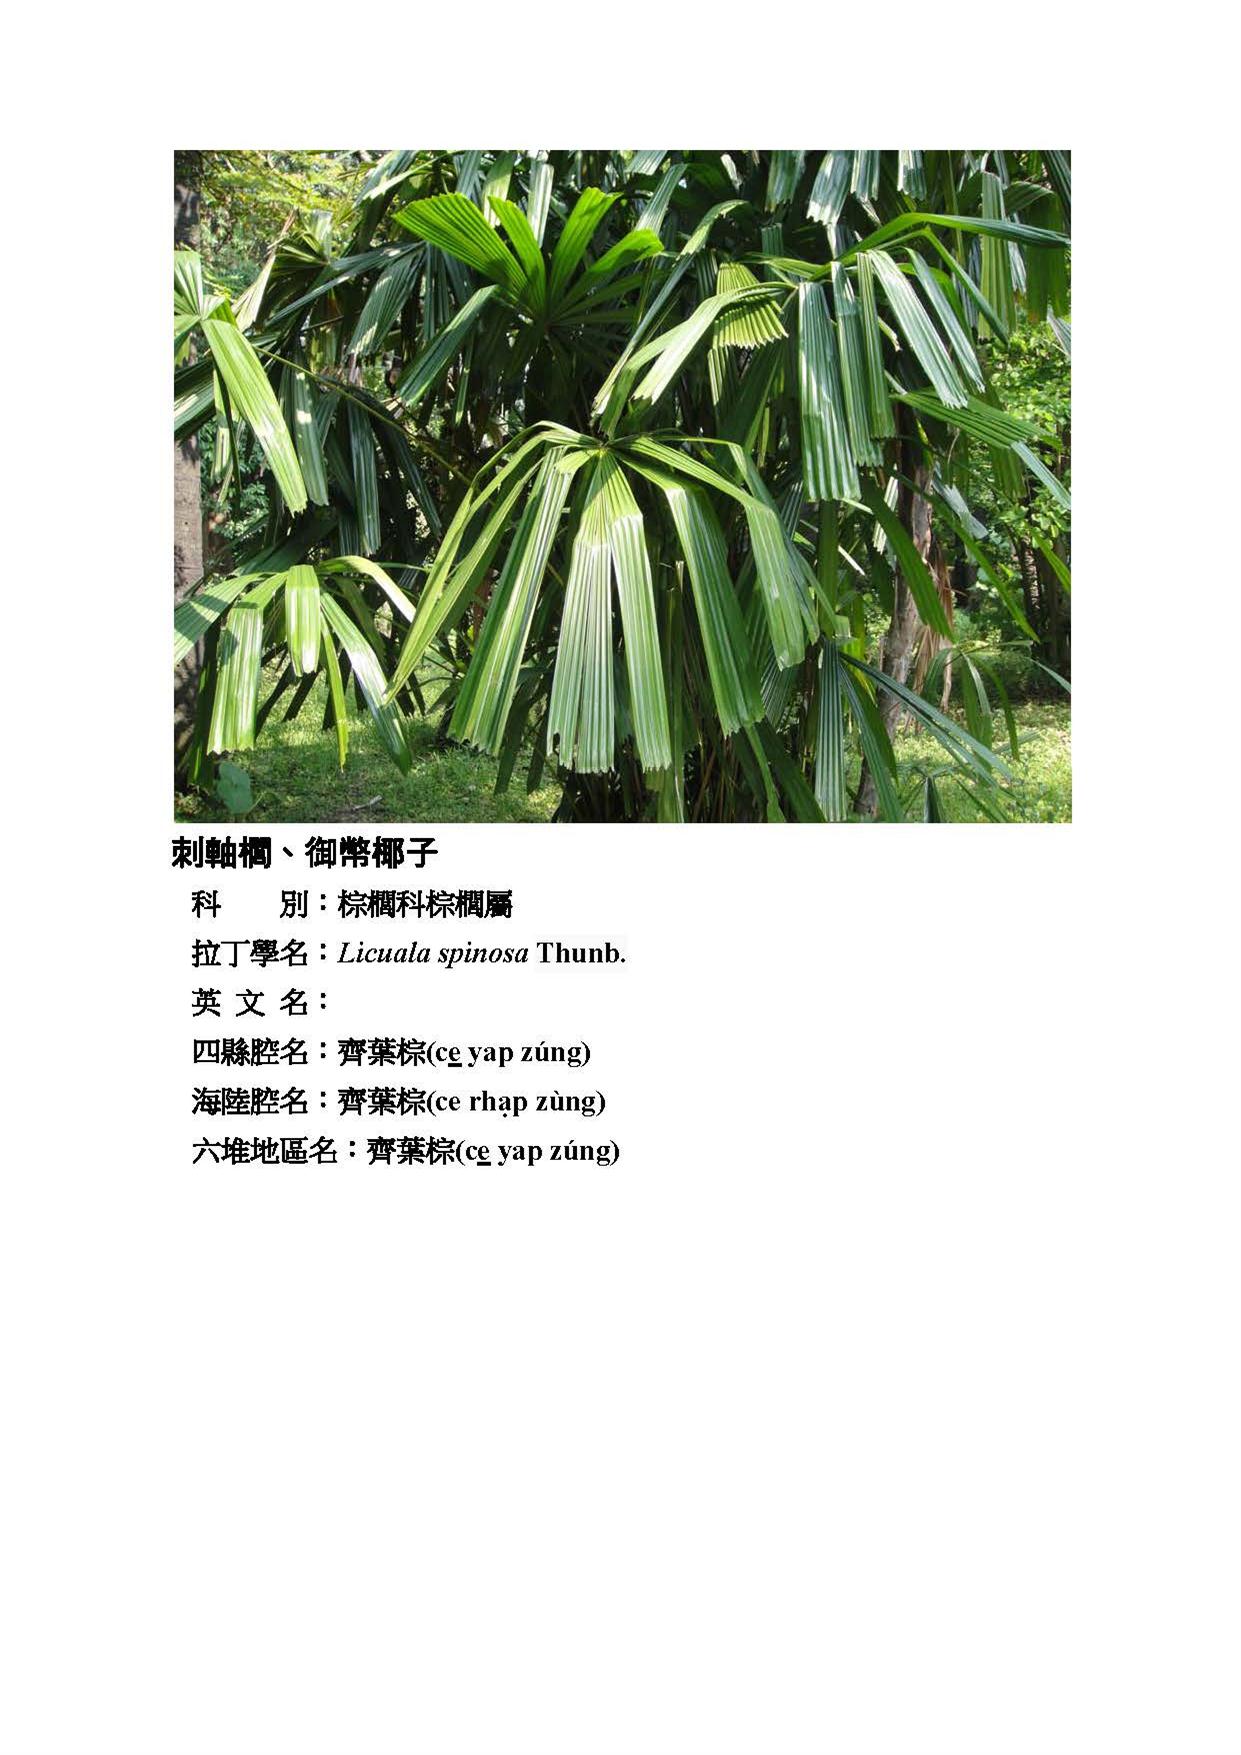 刺軸櫚、御幣椰子
科　　別：棕櫚科棕櫚屬
拉丁學名：Licuala spinosa Thunb.
英 文 名：
四縣腔名：齊葉棕(ce yap zúng)
海陸腔名：齊葉棕(ce rhap zùng)
六堆地區名：齊葉棕(ce yap zúng)